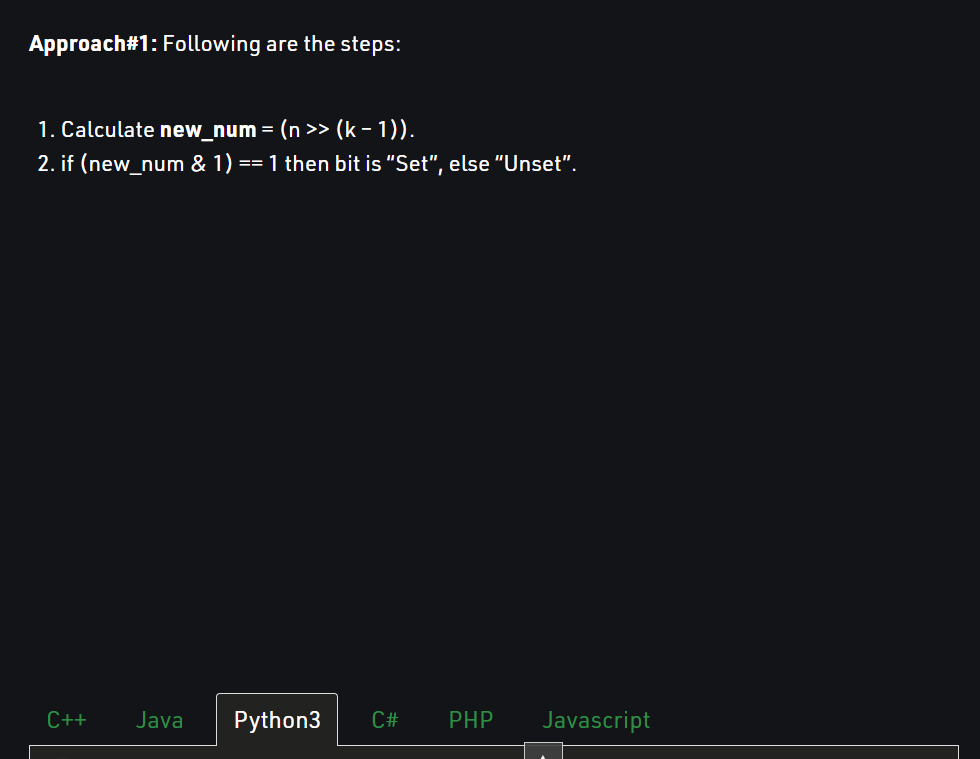 Approach#1: Following are the steps:
1. Calculate new_num = (n >> (k – 1)).
2. if (new_num & 1) == 1 then bit is “Set”, else “Unset”.
C++ Java Python3 C# PHP Javascript